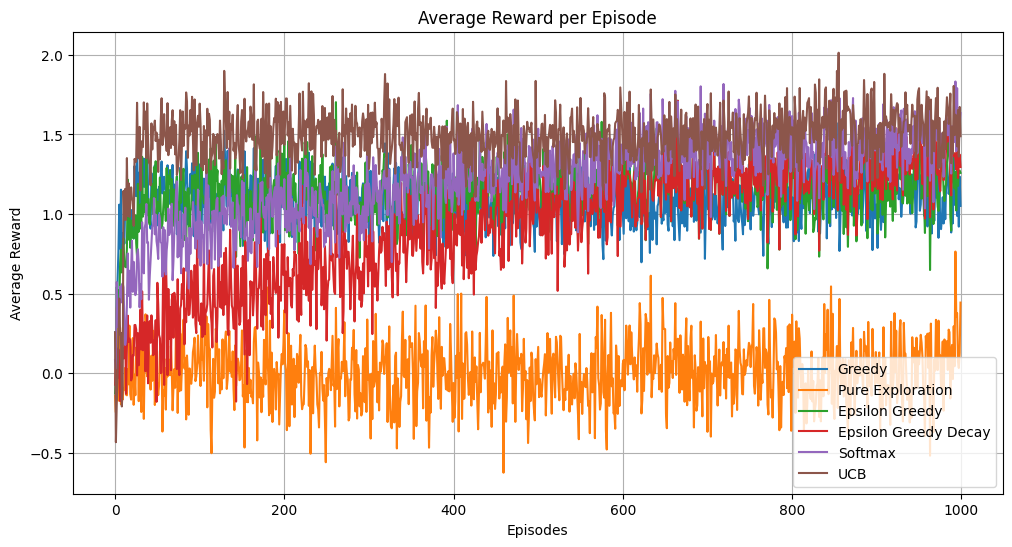 Average Reward per Episode
Average Reward
2.0
1.5
1.0
0.5
0.0
−0.5
0
200
400
600
800
1000
Episodes
Greedy
Pure Exploration
Epsilon Greedy
Epsilon Greedy Decay
Softmax
UCB